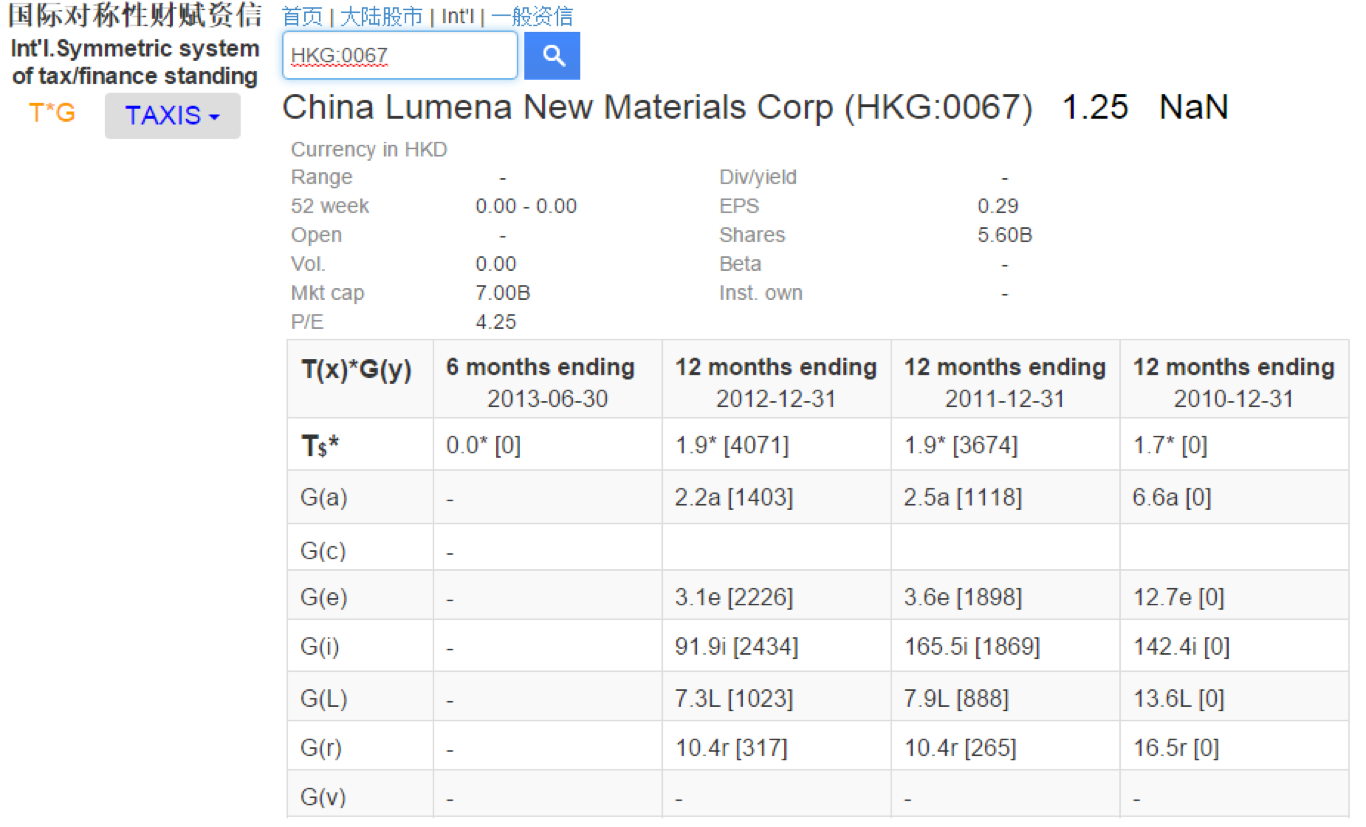 国际对称性财赋资信
Int'l.Symmetric system
of tax/finance standing
T*G TAXIS
首页 | 大陆股市 | Int'l | 一般资信
HKG:0067
China Lumena New Materials Corp (HKG:0067) 1.25 NaN
Currency in HKD
Range - Div/yield -
52 week 0.00 - 0.00 EPS 0.29
Open - Shares 5.60B
Vol. 0.00 Beta -
Mkt cap 7.00B Inst. own -
P/E 4.25
T(x)*G(y) 6 months ending 12 months ending 12 months ending 12 months ending
2013-06-30 2012-12-31 2011-12-31 2010-12-31
T$* 0.0* [0] 1.9* [4071] 1.9* [3674] 1.7* [0]
G(a) - 2.2a [1403] 2.5a [1118] 6.6a [0]
G(c) -
G(e) - 3.1e [2226] 3.6e [1898] 12.7e [0]
G(i) - 91.9i [2434] 165.5i [1869] 142.4i [0]
G(L) - 7.3L [1023] 7.9L [888] 13.6L [0]
G(r) - 10.4r [317] 10.4r [265] 16.5r [0]
G(v) - - - -